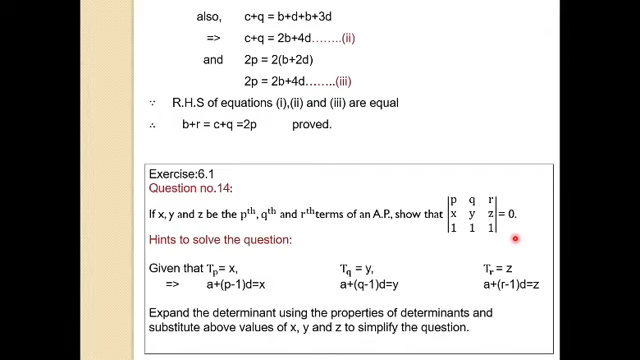 also, c+q = b+d+b+3d
=> c+q = 2b+4d……..(ii)
and 2p = 2(b+2d)
2p = 2b+4d……..(iii)
∵ R.H.S of equations (i),(ii) and (iii) are equal
∴ b+r = c+q =2p proved.
Exercise:6.1
Question no.14:
If x, y and z be the pth, qth and rth terms of an A.P., show that |p q r|
|x y z| = 0.
|1 1 1|
Hints to solve the question:
Given that Tp= x, Tq = y, Tr = z
=> a+(p-1)d=x a+(q-1)d=y a+(r-1)d=z
Expand the determinant using the properties of determinants and
substitute above values of x, y and z to simplify the question.